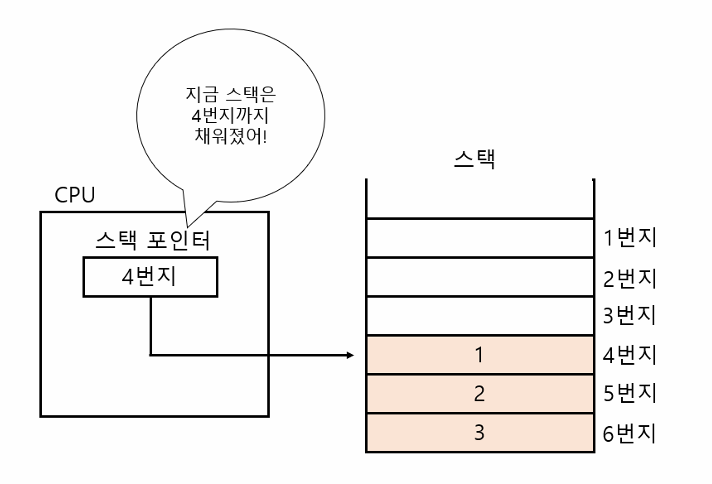 지금 스택은
4번지까지
채워졌어!
CPU
스택 포인터
4번지
스택
1번지
2번지
3번지
1 4번지
2 5번지
3 6번지